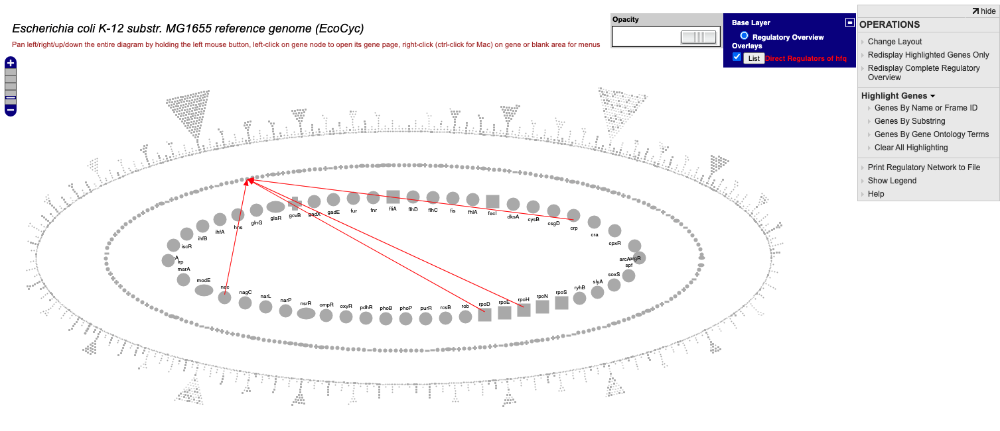 Escherichia coli K-12 substr. MG1655 reference genome (EcoCyc)
Pan left/right/up/down the entire diagram by holding the left mouse button, left-click on gene node to open its gene page, right-click (ctrl-click for Mac) on gene or blank area for menus
Opacity
Base Layer
Regulatory Overview
Overlays
List Direct Regulators of hfq
hide
OPERATIONS
Change Layout
Redisplay Highlighted Genes Only
Redisplay Complete Regulatory
Overview
Highlight Genes
Genes By Name or Frame ID
Genes By Substring
Genes By Gene Ontology Terms
Clear All Highlighting
Print Regulatory Network to File
Show Legend
Help
glaR
gcvB
gadX
gadE
fur
fnr
fliA
flhD
flhC
fis
fhlA
fecI
dksA
cysB
csgD
crp
cra
cpxR
arcA
argR
spf
soxS
slyA
ryhB
rpoS
rpoN
rpoH
rpoE
rpoD
rob
rcsB
purR
phoP
phoB
pdhR
oxyR
ompR
nsrR
narP
narL
nagC
nac
modE
marA
lrp
iscR
ihfB
ihfA
hns
glnG